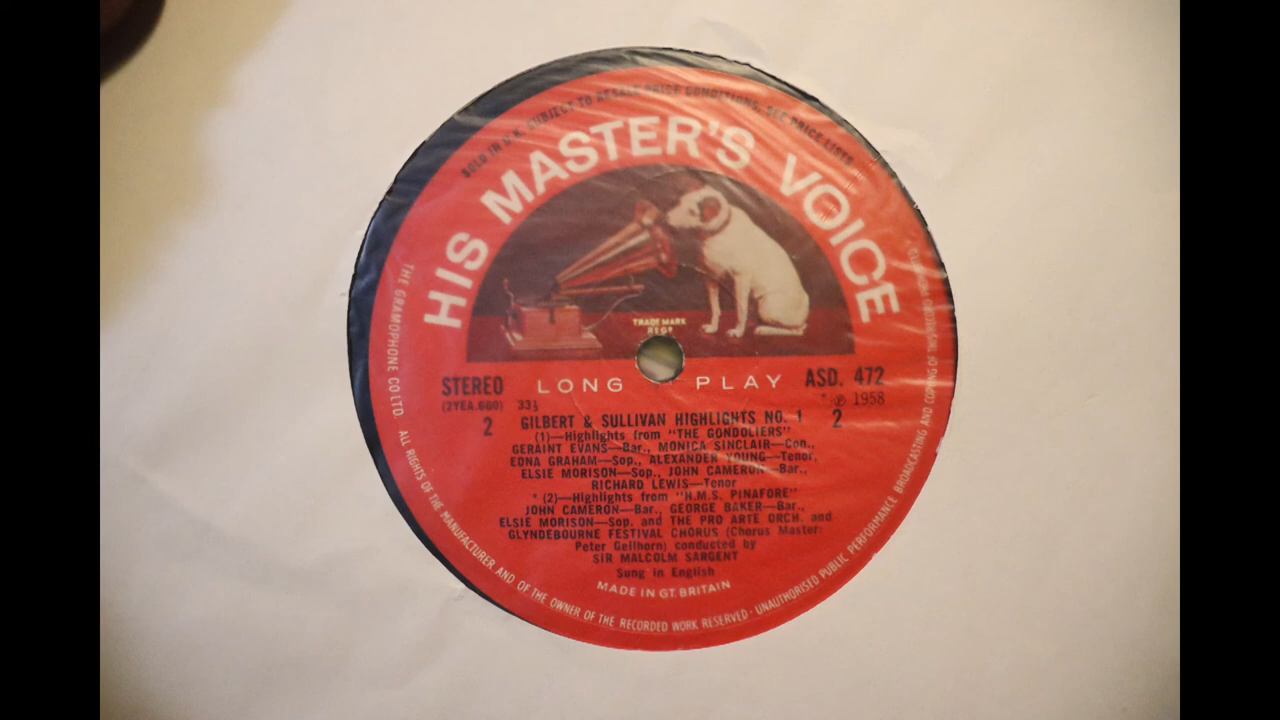 SOLD IN U.K. SUBJECT TO RESALE PRICE CONDITIONS, SEE PRICE LISTS
HIS MASTER'S VOICE
TRADE MARK
REGD
STEREO LONG PLAY ASD. 472
(2YEA.660) 33⅓ * ℗ 1958
2 GILBERT & SULLIVAN HIGHLIGHTS NO. 1 2
(1)—Highlights from "THE GONDOLIERS"
GERAINT EVANS—Bar., MONICA SINCLAIR—Con.,
EDNA GRAHAM—Sop., ALEXANDER YOUNG—Tenor,
ELSIE MORISON—Sop., JOHN CAMERON—Bar.,
RICHARD LEWIS—Tenor
* (2)—Highlights from "H.M.S. PINAFORE"
JOHN CAMERON—Bar., GEORGE BAKER—Bar.,
ELSIE MORISON—Sop. and THE PRO ARTE ORCH. and
GLYNDEBOURNE FESTIVAL CHORUS (Chorus Master:
Peter Gellhorn) conducted by
SIR MALCOLM SARGENT
Sung in English
MADE IN GT. BRITAIN
THE GRAMOPHONE CO. LTD. ALL RIGHTS OF THE MANUFACTURER AND OF THE OWNER OF THE RECORDED WORK RESERVED · UNAUTHORISED PUBLIC PERFORMANCE BROADCASTING AND COPYING OF THIS RECORD PROHIBITED